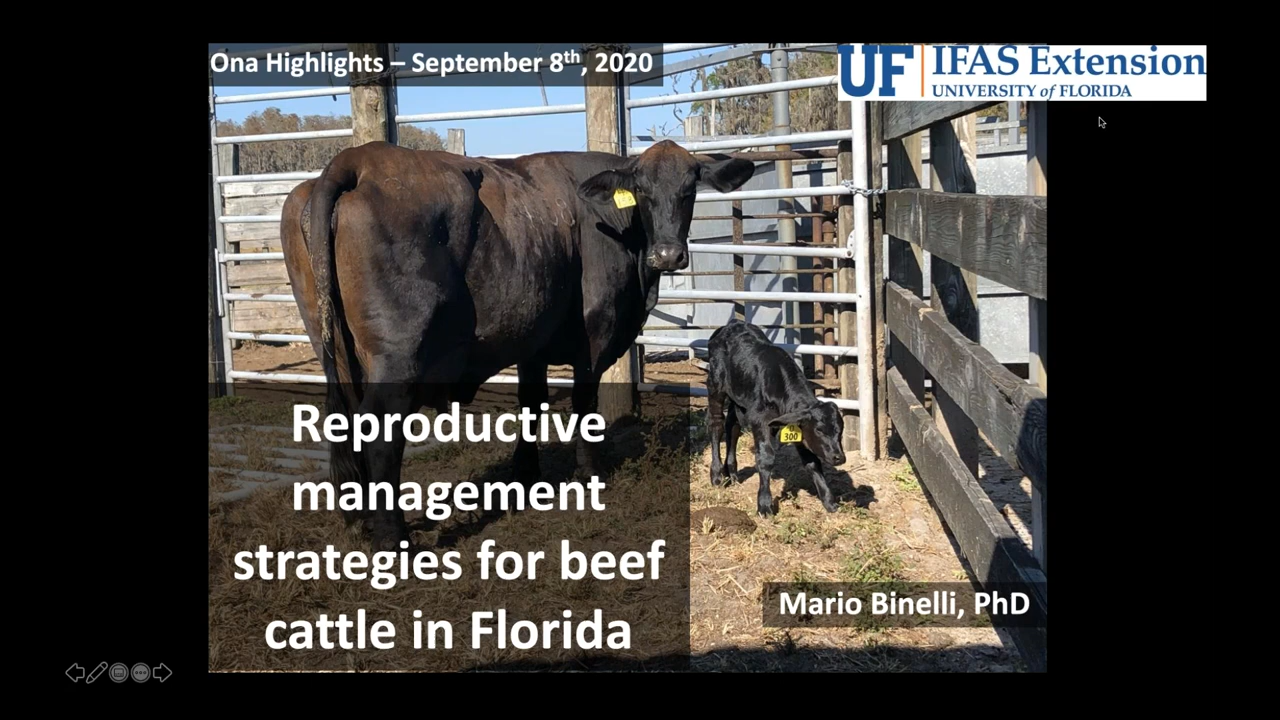 Ona Highlights – September 8th, 2020
UF IFAS Extension
UNIVERSITY of FLORIDA
300
Reproductive
management
strategies for beef
cattle in Florida
Mario Binelli, PhD